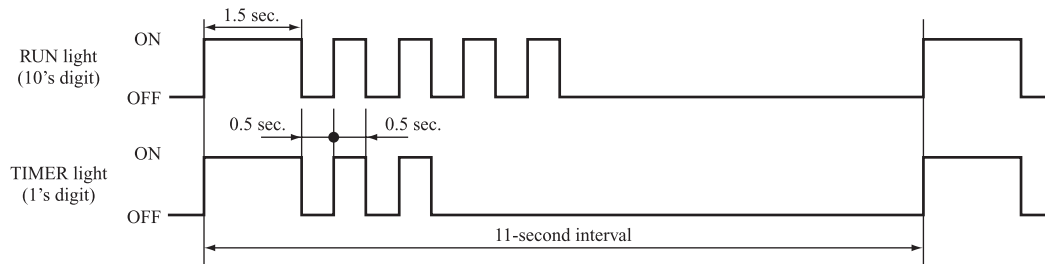 1.5 sec.
ON
RUN light
(10’s digit)
OFF
0.5 sec.
0.5 sec.
ON
TIMER light
(1’s digit)
OFF
11-second interval